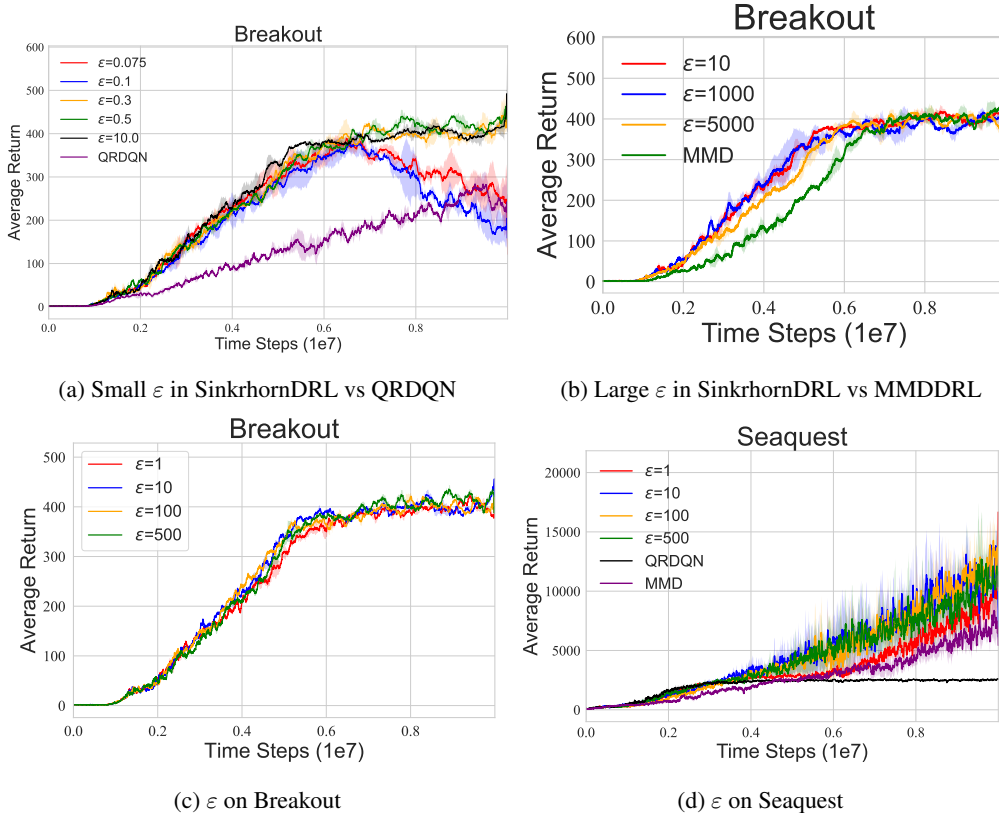 Breakout
600
500
400
300
200
100
0
ε=0.075
ε=0.1
ε=0.3
ε=0.5
ε=10.0
QRDQN
Average Return
0.0 0.2 0.4 0.6 0.8
Time Steps (1e7)
(a) Small ε in SinkrhornDRL vs QRDQN
Breakout
600
500
400
300
200
100
0
ε=10
ε=1000
ε=5000
MMD
Average Return
0.0 0.2 0.4 0.6 0.8
Time Steps (1e7)
(b) Large ε in SinkrhornDRL vs MMDDRL
Breakout
500
400
300
200
100
0
ε=1
ε=10
ε=100
ε=500
Average Return
0.0 0.2 0.4 0.6 0.8
Time Steps (1e7)
(c) ε on Breakout
Seaquest
20000
15000
10000
5000
0
ε=1
ε=10
ε=100
ε=500
QRDQN
MMD
Average Return
0.0 0.2 0.4 0.6 0.8
Time Steps (1e7)
(d) ε on Seaquest